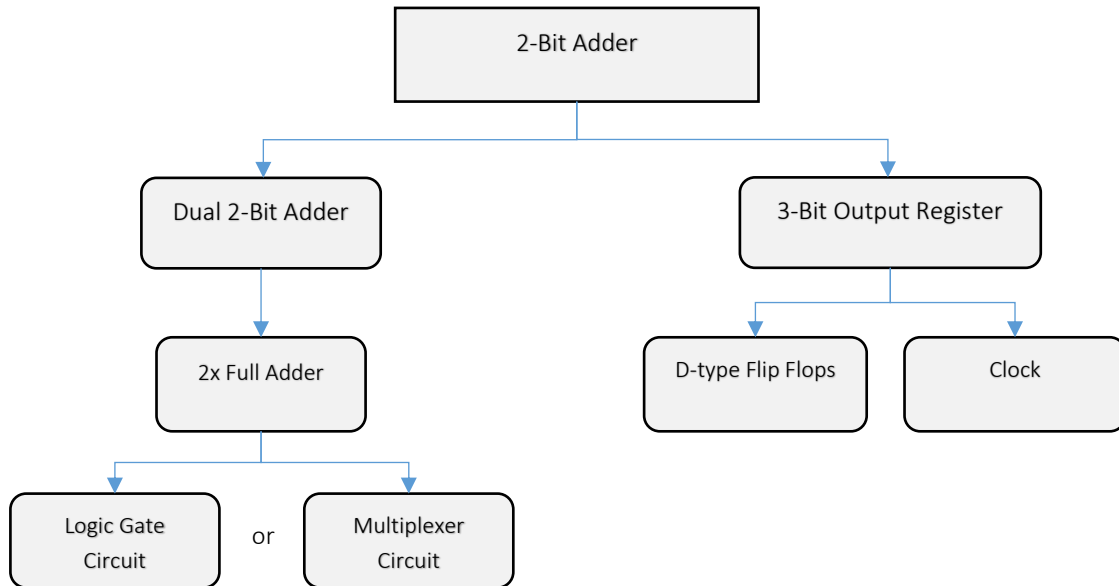 2-Bit Adder
Dual 2-Bit Adder
3-Bit Output Register
2x Full Adder
D-type Flip Flops
Clock
Logic Gate
Circuit
or
Multiplexer
Circuit